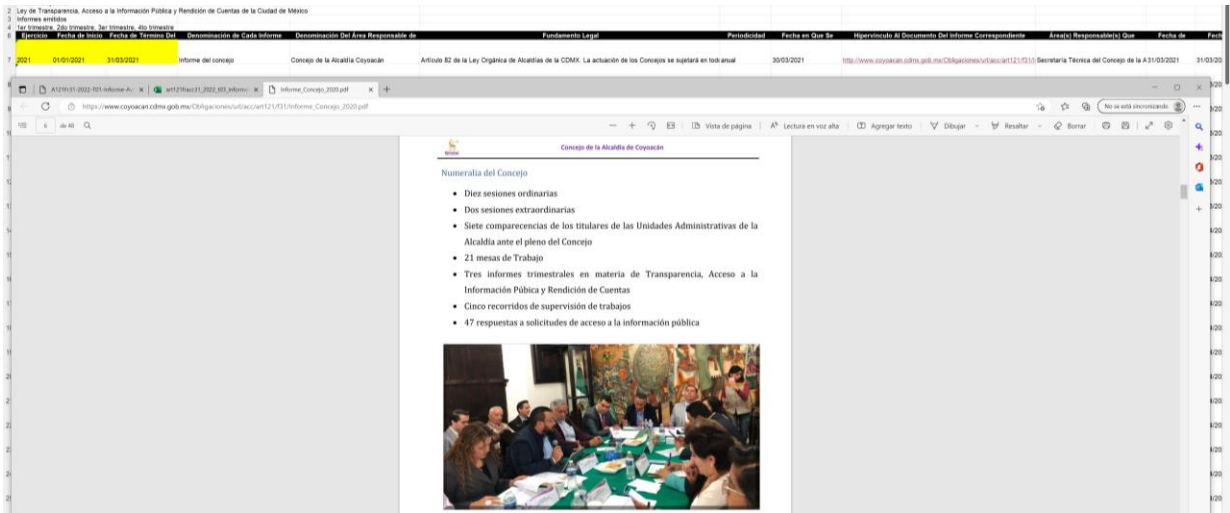 Ley de Transparencia, Acceso a la Información Pública y Rendición de Cuentas de la Ciudad de México
Informes emitidos
1er trimestre, 2do trimestre, 3er trimestre, 4to trimestre
Ejercicio Fecha de Inicio Fecha de Término Del Denominación de Cada Informe Denominación Del Área Responsable de Fundamento Legal Periodicidad Fecha en Que Se Hipervínculo Al Documento Del Informe Correspondiente Área(s) Responsable(s) Que Fecha de Fech
2021 01/01/2021 31/03/2021 Informe del concejo Concejo de la Alcaldía Coyoacán Artículo 82 de la Ley Orgánica de Alcaldías de la CDMX. La actuación de los Concejos se sujetará en tod anual 30/03/2021 http://www.coyoacan.cdmx.gob.mx/Obligaciones/url/acc/art121/f31/I Secretaría Técnica del Concejo de la A 31/03/2021 31/03/20
Informe_Concejo_2020.pdf
https://www.coyoacan.cdmx.gob.mx/Obligaciones/url/acc/art121/f31/Informe_Concejo_2020.pdf
No se está sincronizando
6 de 40 Vista de página Lectura en voz alta Agregar texto Dibujar Resaltar Borrar
Concejo de la Alcaldía de Coyoacán
Numeralia del Concejo
• Diez sesiones ordinarias
• Dos sesiones extraordinarias
• Siete comparecencias de los titulares de las Unidades Administrativas de la
Alcaldía ante el pleno del Concejo
• 21 mesas de Trabajo
• Tres informes trimestrales en materia de Transparencia, Acceso a la
Información Púbica y Rendición de Cuentas
• Cinco recorridos de supervisión de trabajos
• 47 respuestas a solicitudes de acceso a la información pública